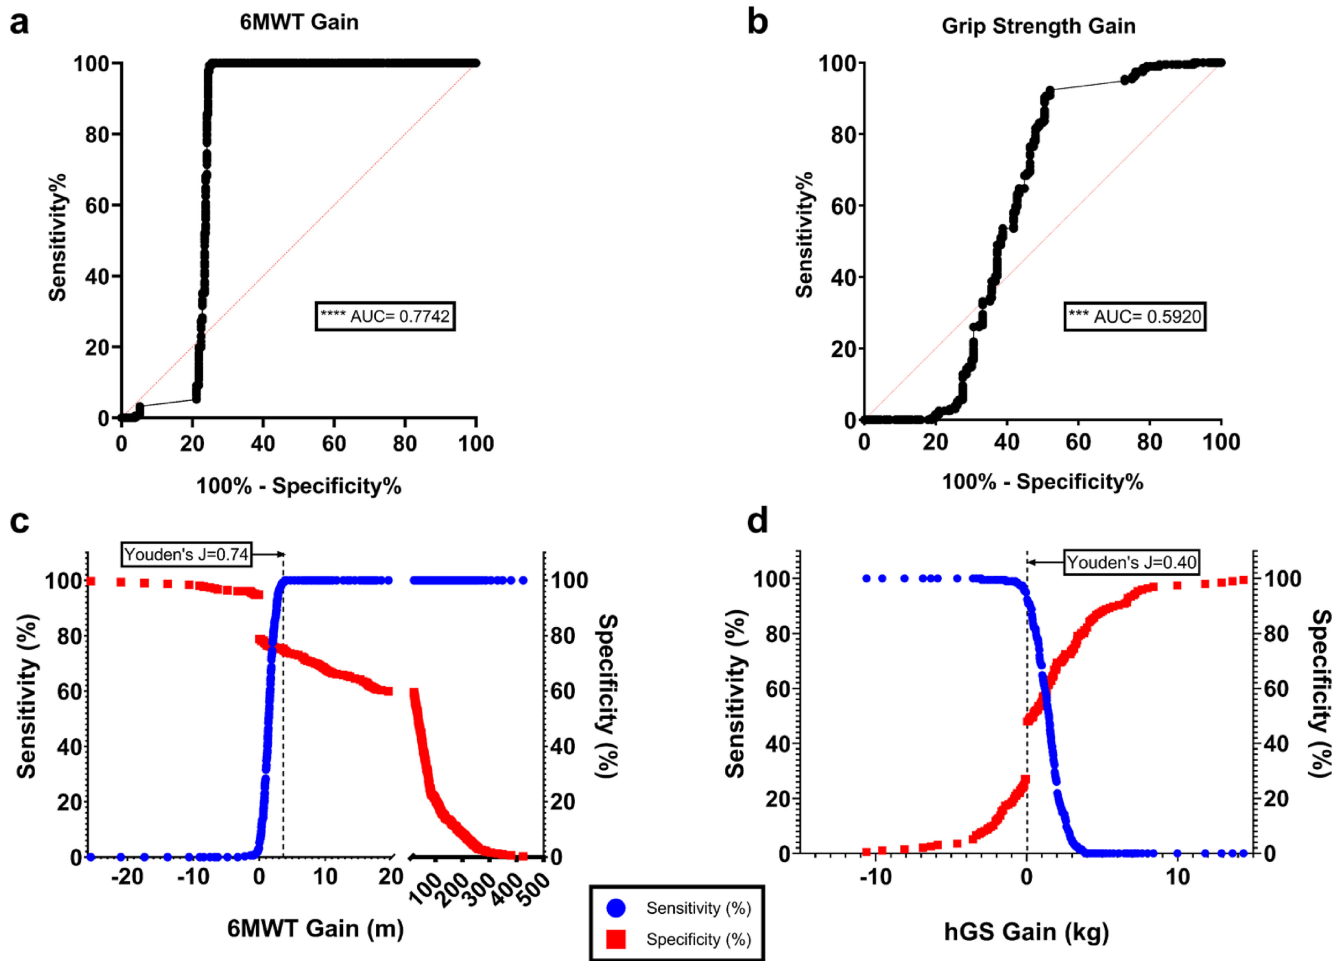 a
6MWT Gain
100
80
60
40
20
0
Sensitivity%
**** AUC= 0.7742
0 20 40 60 80 100
100% - Specificity%
b
Grip Strength Gain
100
80
60
40
20
0
Sensitivity%
*** AUC= 0.5920
0 20 40 60 80 100
100% - Specificity%
c
Youden's J=0.74
100
80
60
40
20
0
Sensitivity (%)
100
80
60
40
20
0
Specificity (%)
-20 -10 0 10 20 100 200 300 400 500
6MWT Gain (m)
d
Youden's J=0.40
100
80
60
40
20
0
Sensitivity (%)
100
80
60
40
20
0
Specificity (%)
-10 0 10
hGS Gain (kg)
Sensitivity (%)
Specificity (%)